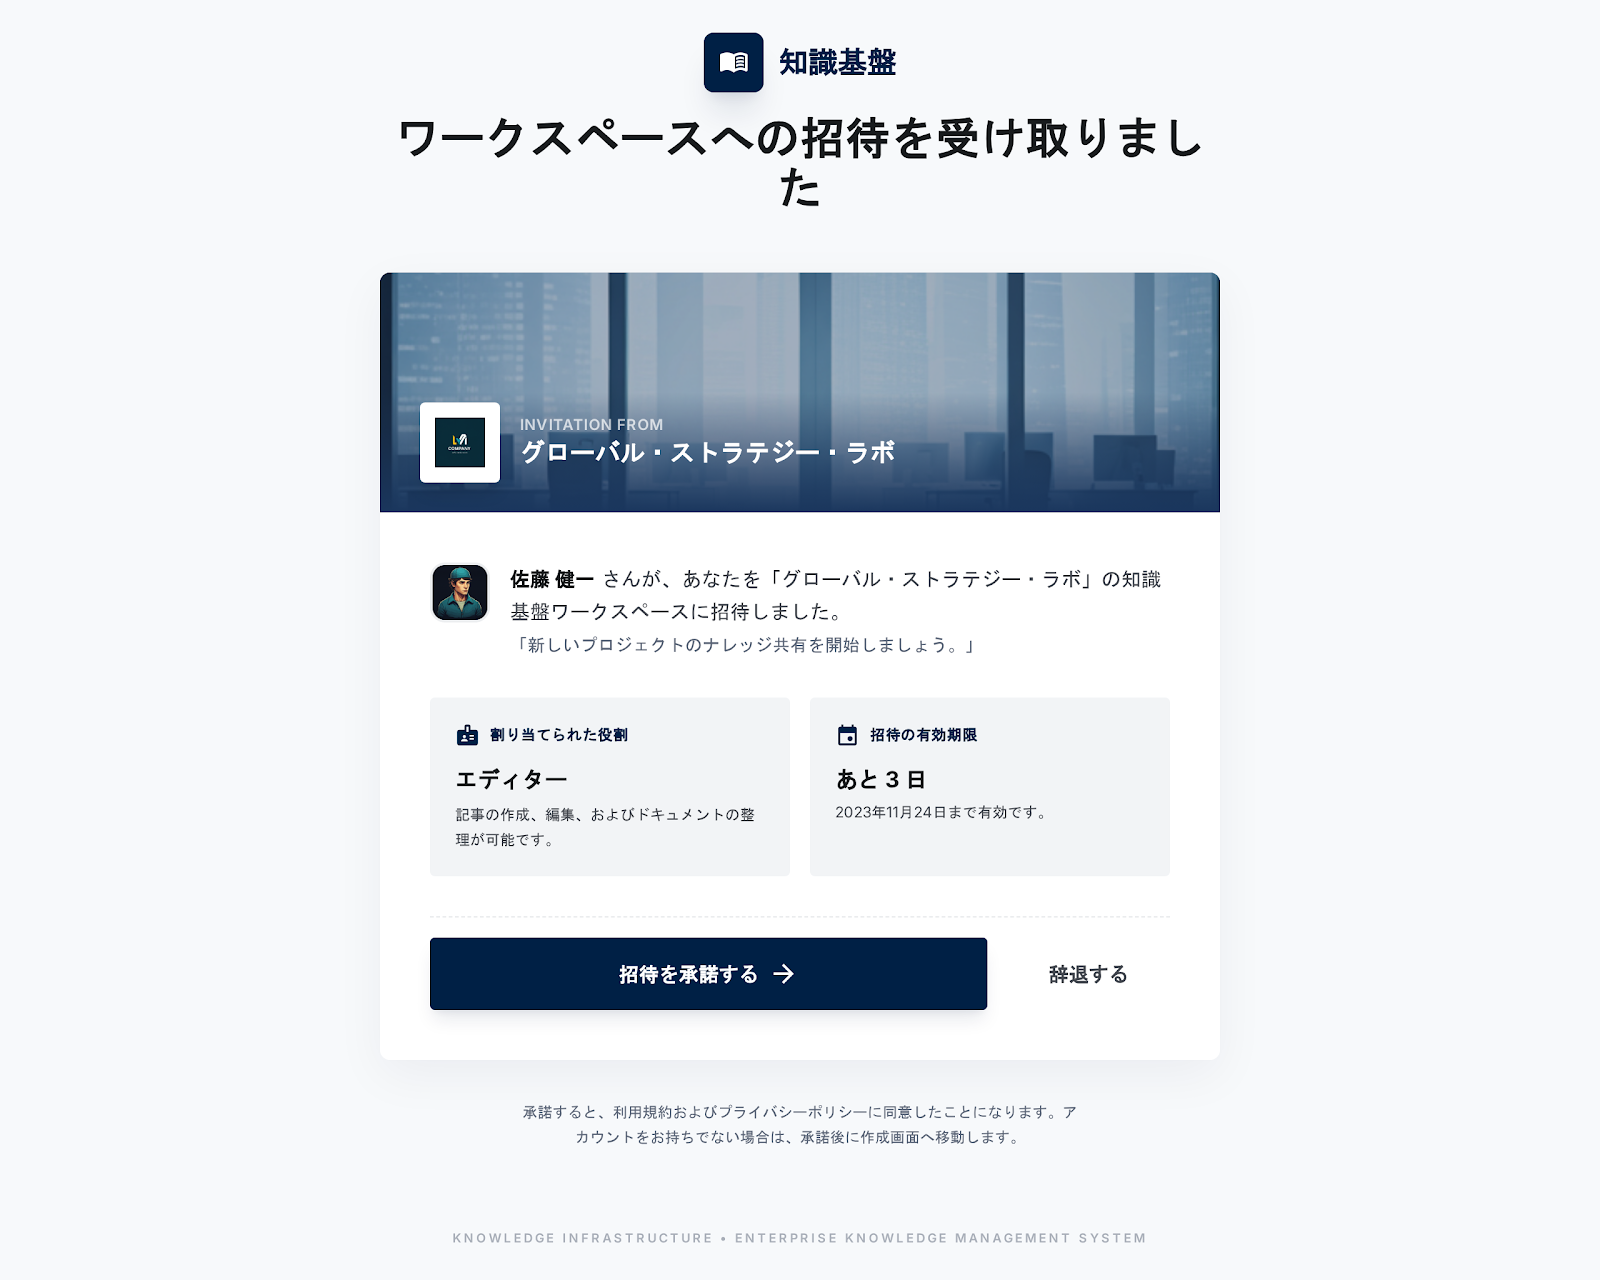 知識基盤
ワークスペースへの招待を受け取りまし
た
COMPANY
INVITATION FROM
グローバル・ストラテジー・ラボ
佐藤 健一 さんが、あなたを「グローバル・ストラテジー・ラボ」の知識
基盤ワークスペースに招待しました。
「新しいプロジェクトのナレッジ共有を開始しましょう。」
割り当てられた役割
エディター
記事の作成、編集、およびドキュメントの整
理が可能です。
招待の有効期限
あと 3 日
2023年11月24日まで有効です。
招待を承諾する →
辞退する
承諾すると、利用規約およびプライバシーポリシーに同意したことになります。ア
カウントをお持ちでない場合は、承諾後に作成画面へ移動します。
KNOWLEDGE INFRASTRUCTURE • ENTERPRISE KNOWLEDGE MANAGEMENT SYSTEM